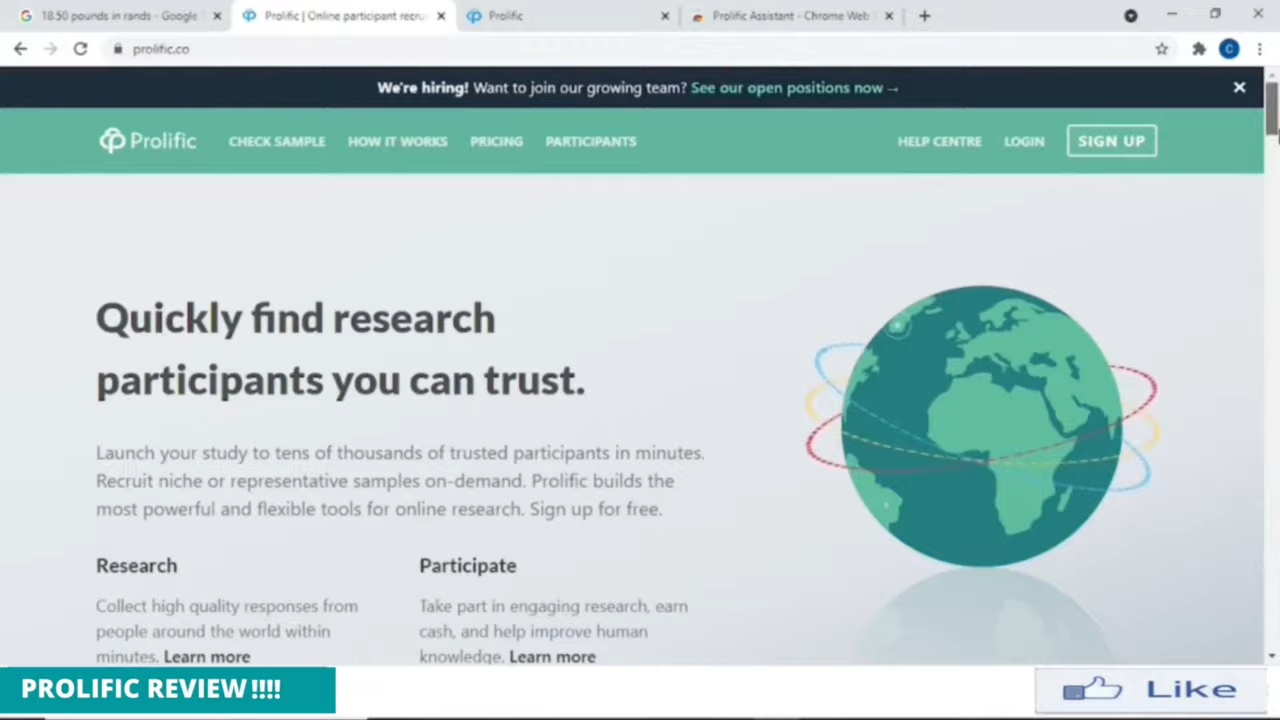 18.50 pounds in rands - Google
Prolific | Online participant recru
Prolific
Prolific Assistant - Chrome Web
prolific.co
C
We're hiring! Want to join our growing team? See our open positions now →
Prolific
CHECK SAMPLE
HOW IT WORKS
PRICING
PARTICIPANTS
HELP CENTRE
LOGIN
SIGN UP
Quickly find research
participants you can trust.
Launch your study to tens of thousands of trusted participants in minutes.
Recruit niche or representative samples on-demand. Prolific builds the
most powerful and flexible tools for online research. Sign up for free.
Research
Collect high quality responses from
people around the world within
minutes. Learn more
Participate
Take part in engaging research, earn
cash, and help improve human
knowledge. Learn more
PROLIFIC REVIEW!!!!
Like